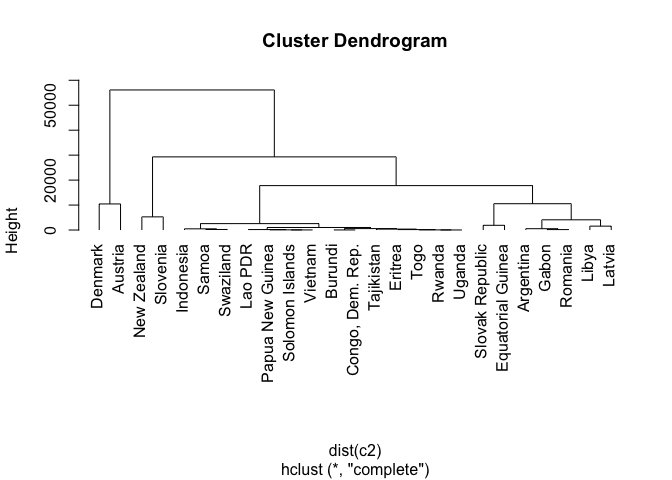 Cluster Dendrogram
Height
50000
20000
0
Denmark
Austria
New Zealand
Slovenia
Indonesia
Samoa
Swaziland
Lao PDR
Papua New Guinea
Solomon Islands
Vietnam
Burundi
Congo, Dem. Rep.
Tajikistan
Eritrea
Togo
Rwanda
Uganda
Slovak Republic
Equatorial Guinea
Argentina
Gabon
Romania
Libya
Latvia
dist(c2)
hclust (*, "complete")